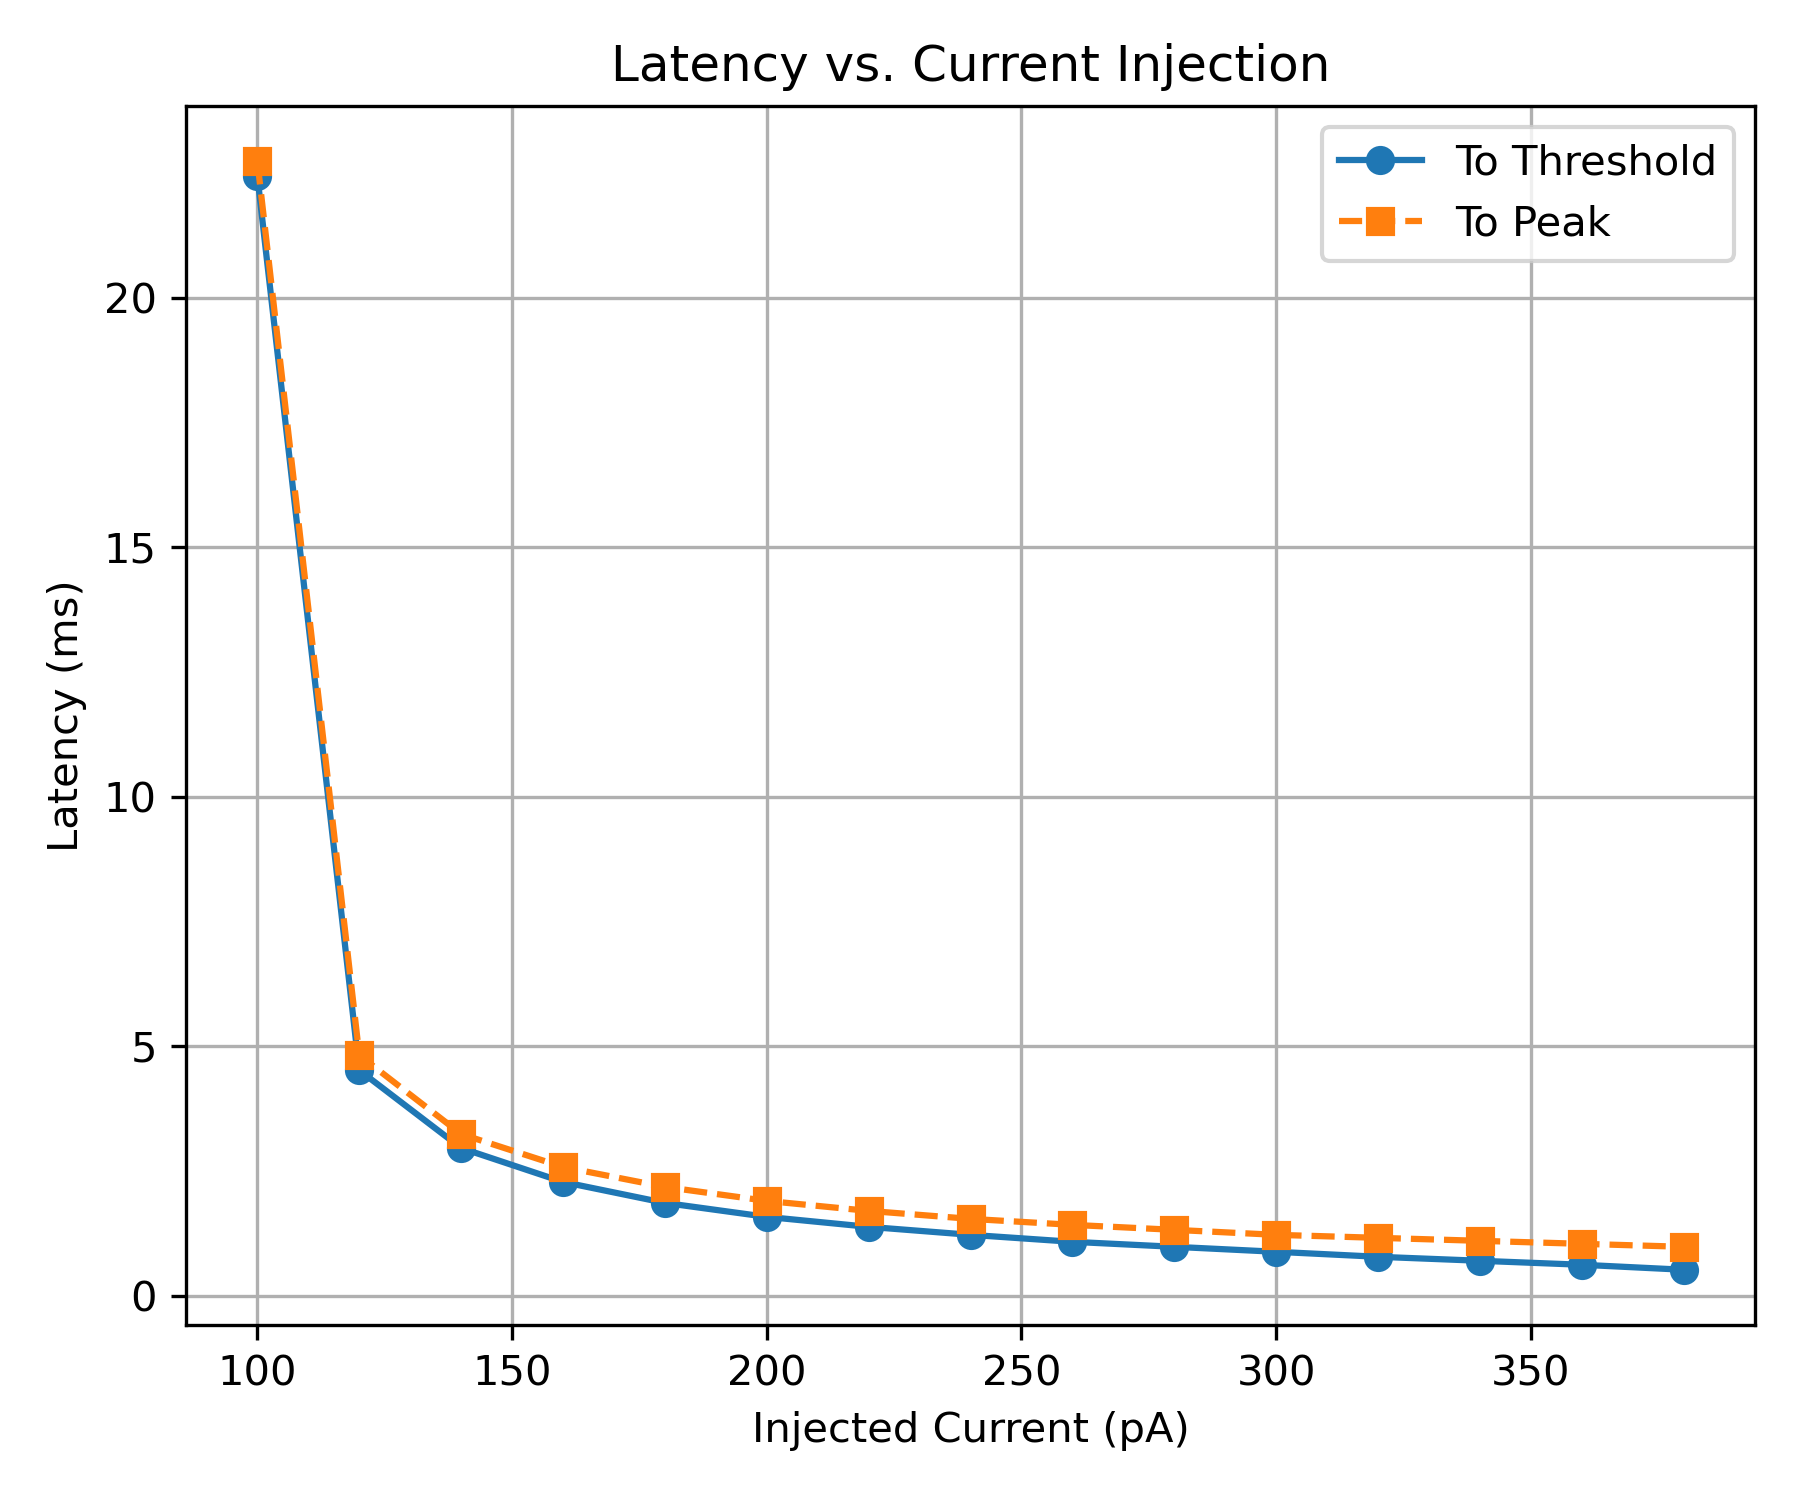 Latency vs. Current Injection
To Threshold
To Peak
Latency (ms)
20
15
10
5
0
100 150 200 250 300 350
Injected Current (pA)